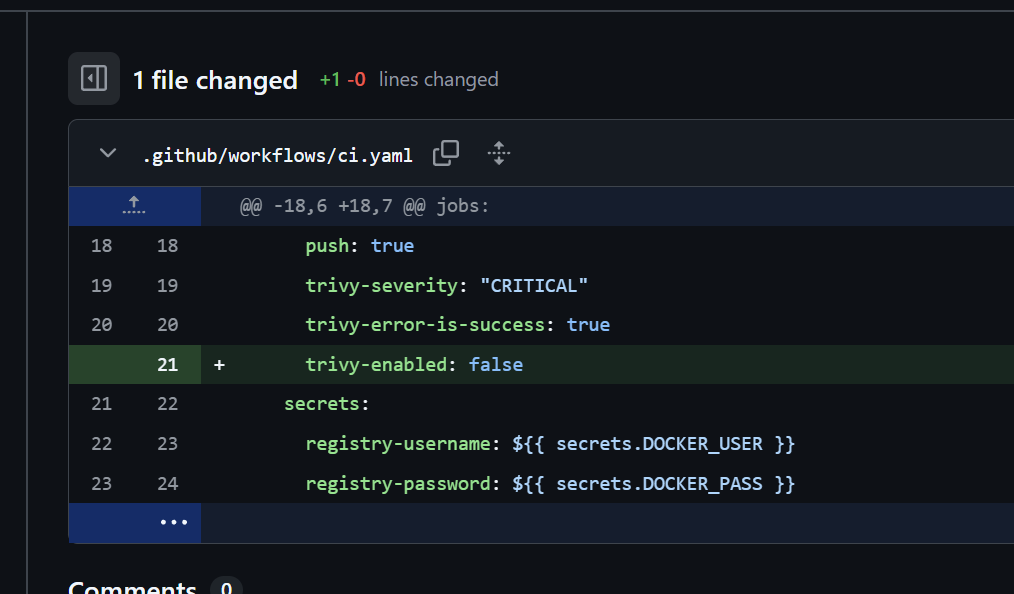 1 file changed +1 -0 lines changed
.github/workflows/ci.yaml
@@ -18,6 +18,7 @@ jobs:
18 18 push: true
19 19 trivy-severity: "CRITICAL"
20 20 trivy-error-is-success: true
21 + trivy-enabled: false
21 22 secrets:
22 23 registry-username: ${{ secrets.DOCKER_USER }}
23 24 registry-password: ${{ secrets.DOCKER_PASS }}
Comments 0